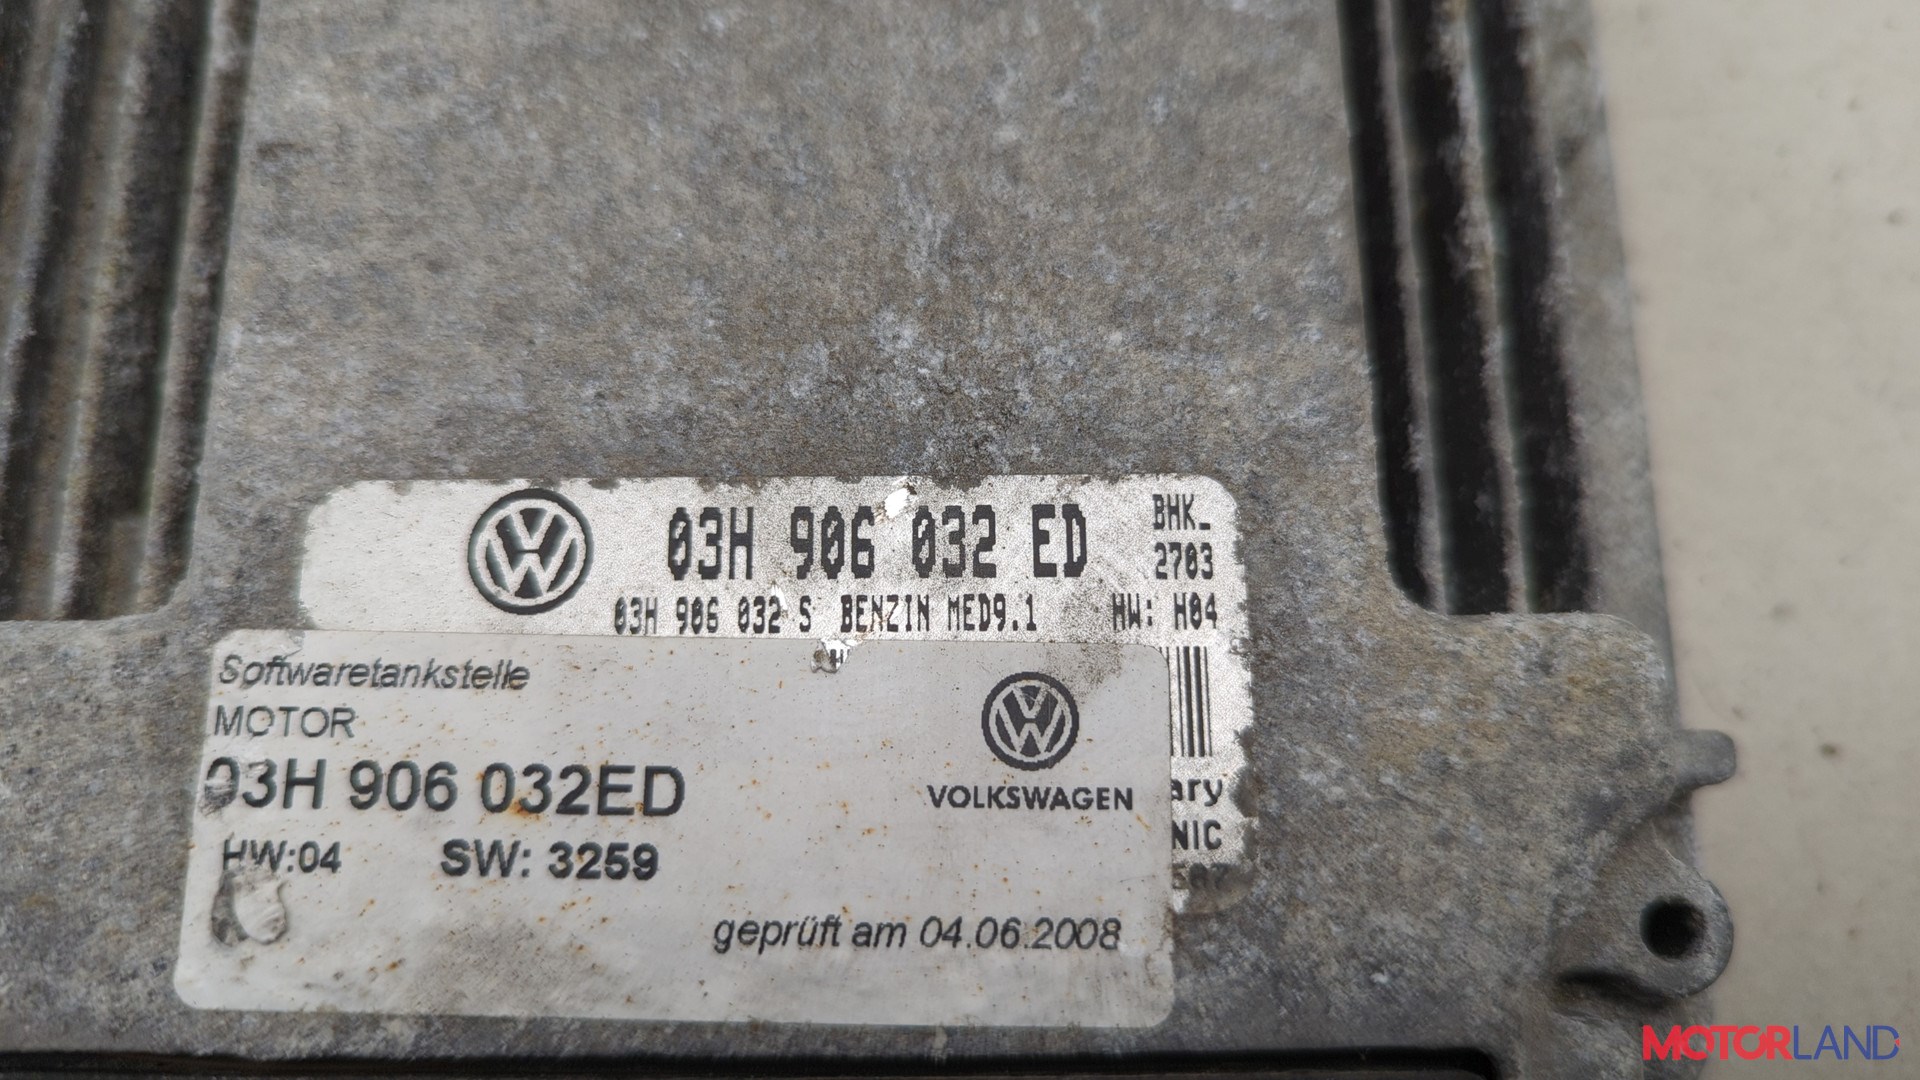 03H 906 032 ED
BHK_
2703
03H 906 032 S BENZIN MED9.1 HW: H04
Softwaretankstelle
MOTOR
03H 906 032ED
VOLKSWAGEN
ary
HW:04 SW: 3259
NIC
geprüft am 04.06.2008
MOTORLAND